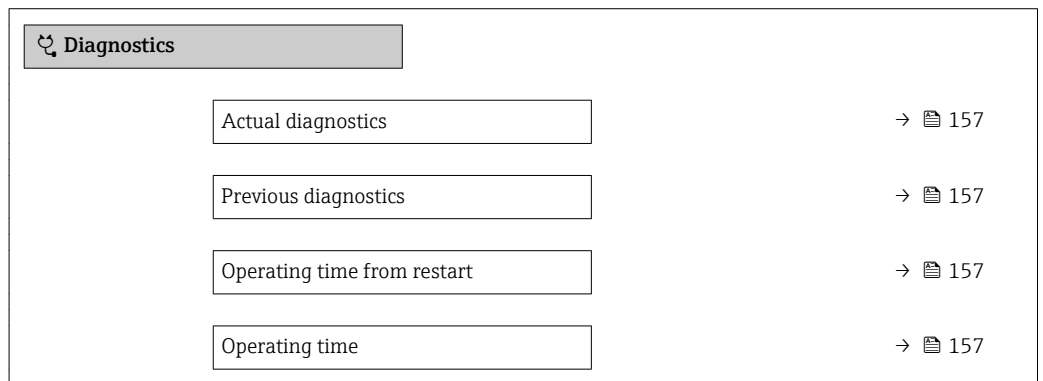 Diagnostics
Actual diagnostics → 157
Previous diagnostics → 157
Operating time from restart → 157
Operating time → 157